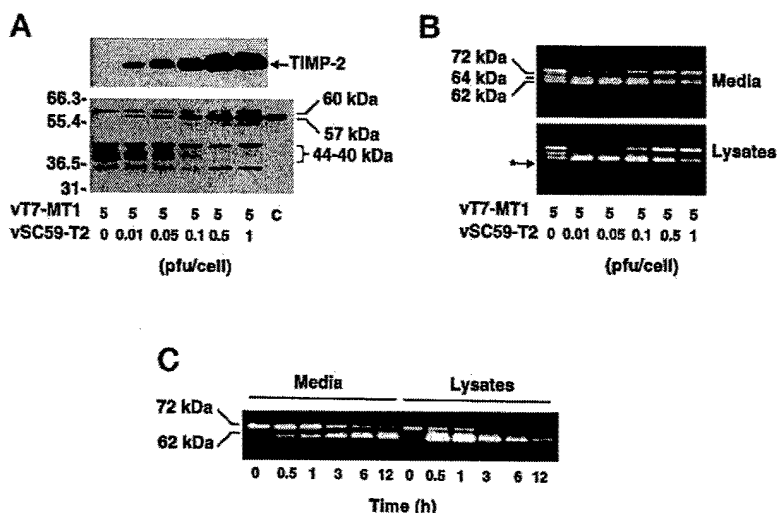 A
TIMP-2
66.3-
55.4-
36.5-
31-
60 kDa
57 kDa
44-40 kDa
vT7-MT1 5 5 5 5 5 5 C
vSC59-T2 0 0.01 0.05 0.1 0.5 1
(pfu/cell)
B
72 kDa
64 kDa
62 kDa
Media
Lysates
*
vT7-MT1 5 5 5 5 5 5
vSC59-T2 0 0.01 0.05 0.1 0.5 1
(pfu/cell)
C
Media Lysates
72 kDa
62 kDa
0 0.5 1 3 6 12 0 0.5 1 3 6 12
Time (h)